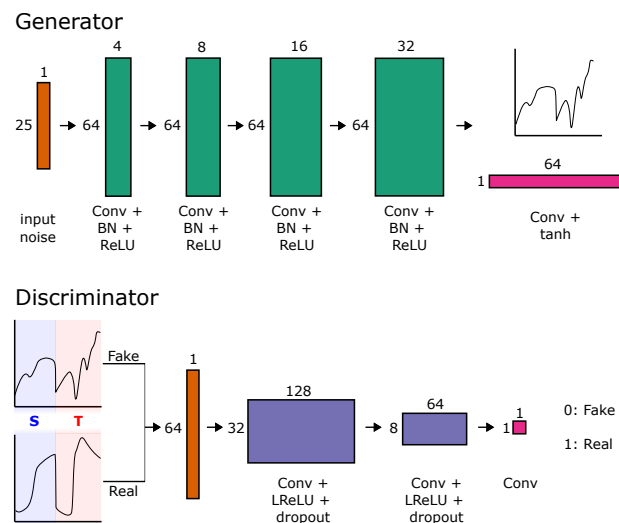 Generator
4 8 16 32
1
25 64 64 64 64
64
1
input
noise
Conv +
BN +
ReLU
Conv +
BN +
ReLU
Conv +
BN +
ReLU
Conv +
BN +
ReLU
Conv +
tanh
Discriminator
Fake
S T
Real
1
64
128
32
64
8
1
1
0: Fake
1: Real
Conv +
LReLU +
dropout
Conv +
LReLU +
dropout
Conv